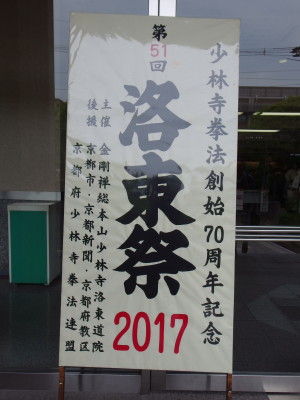 少林寺拳法創始70周年記念
第51回
洛東祭
2017
主催 金剛禅総本山少林寺洛東道院
後援 京都市・京都新聞・京都府教区
京都府少林寺拳法連盟